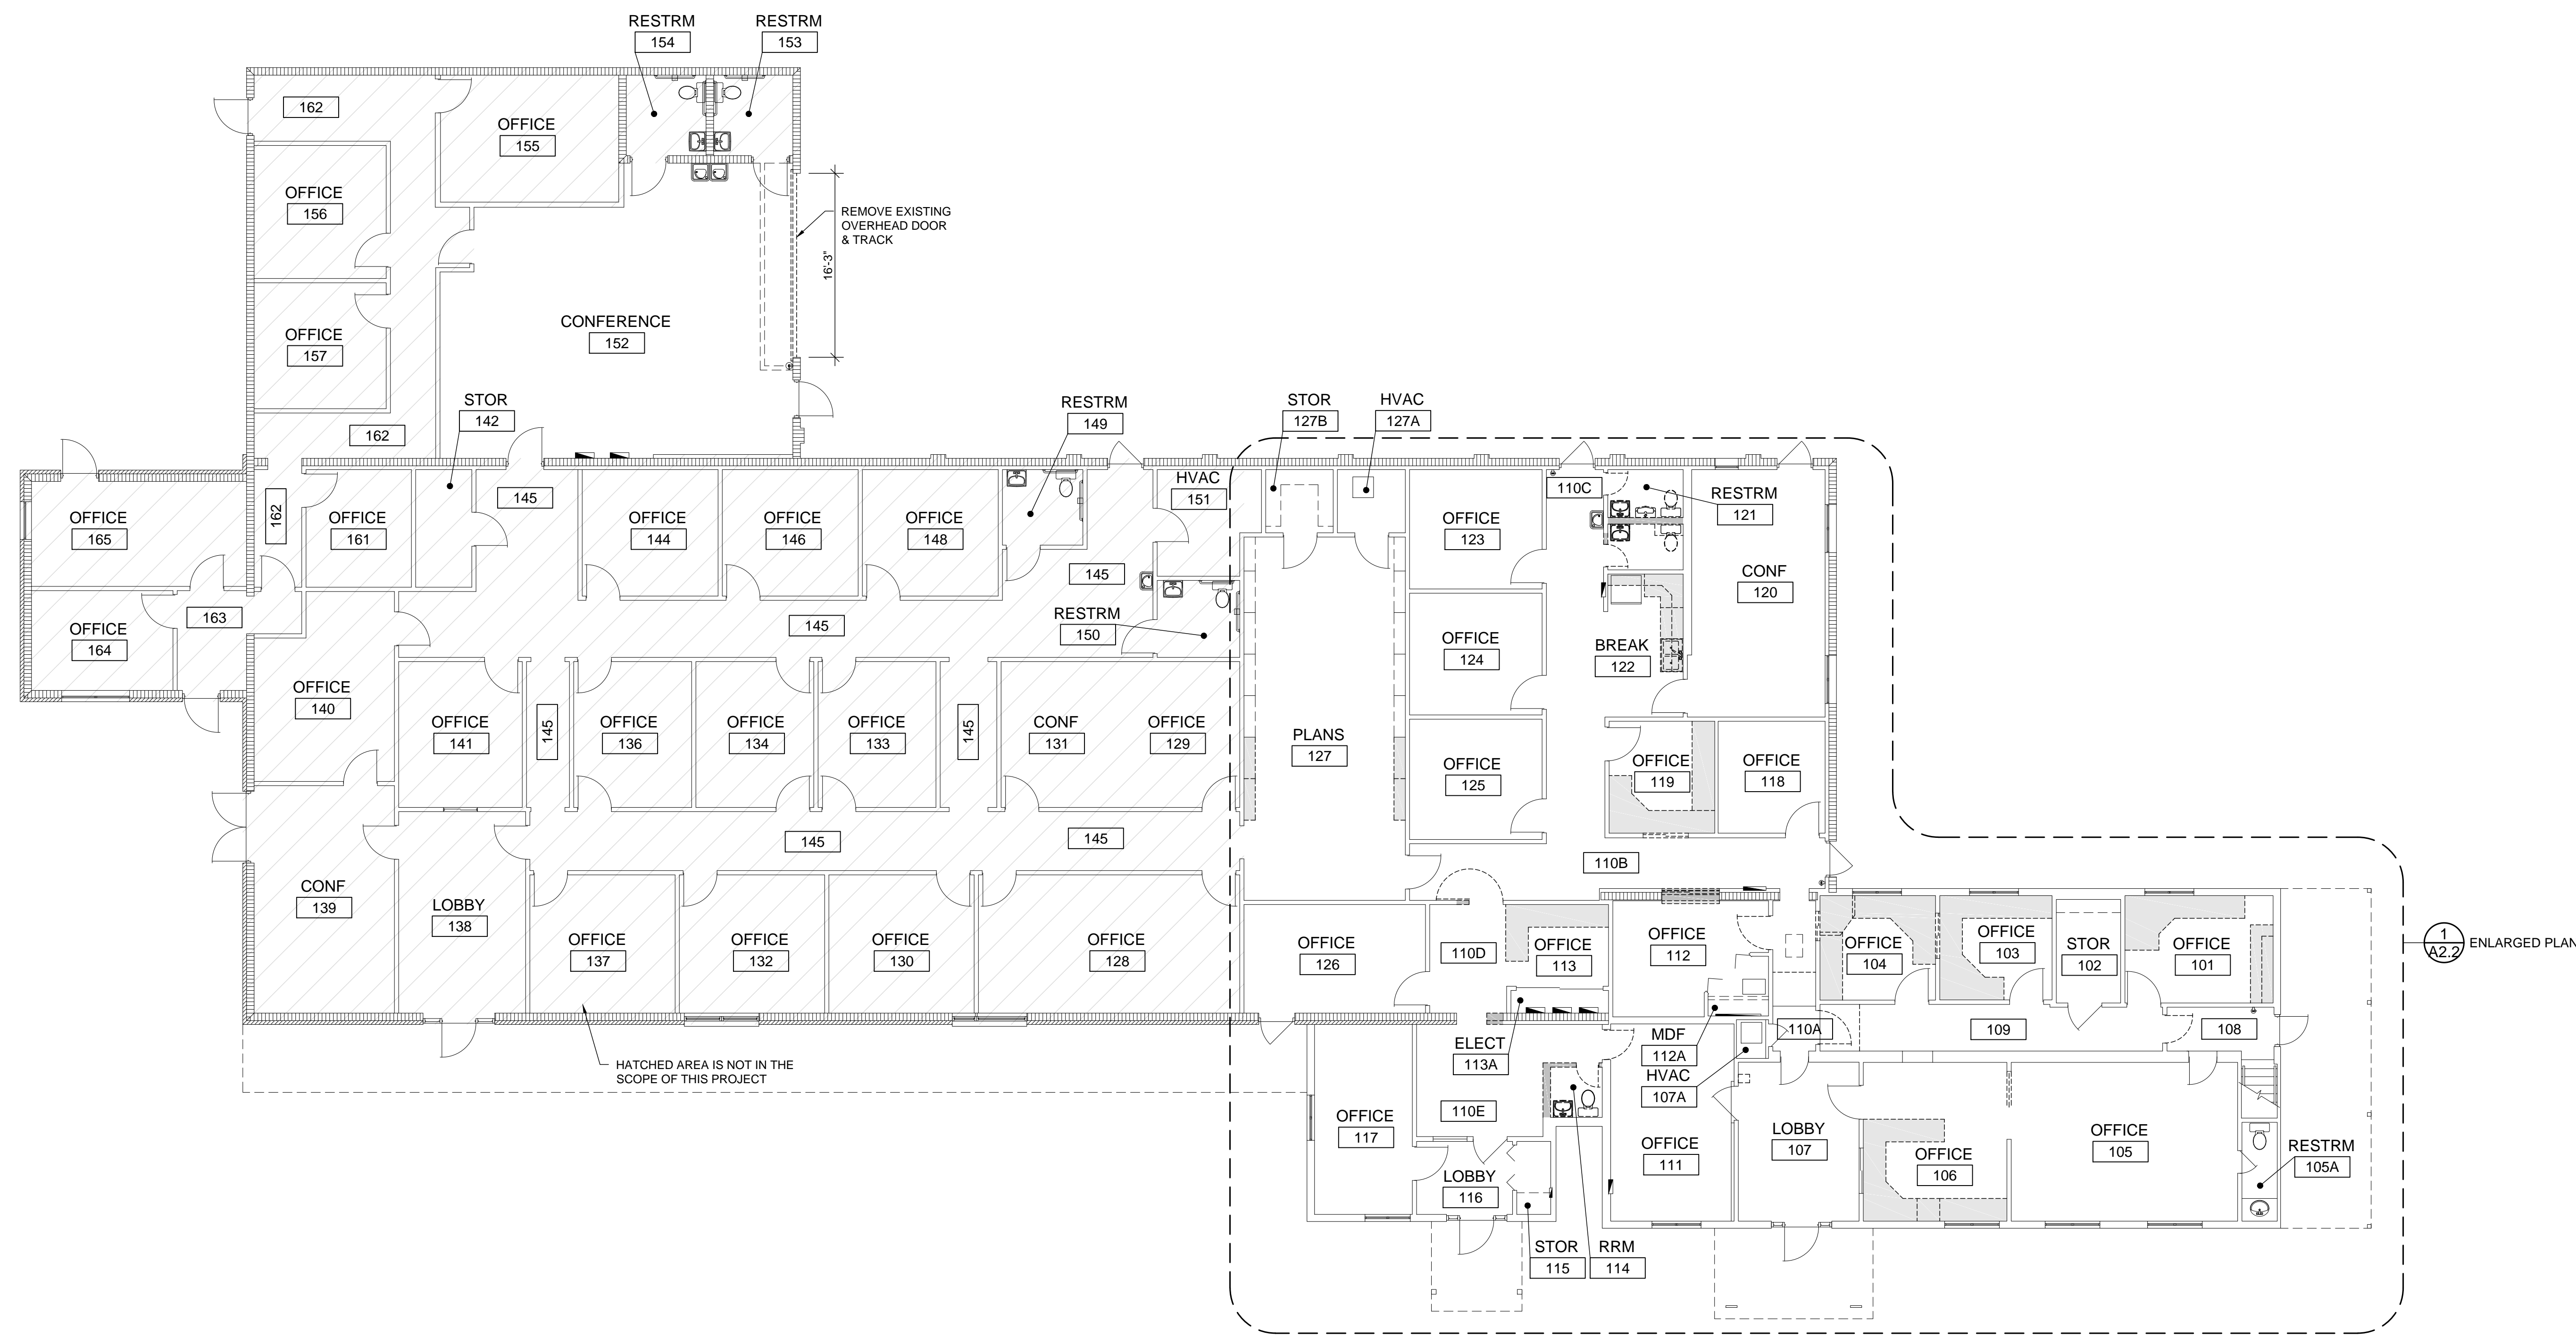 RESTRM
154
RESTRM
153
162
OFFICE
155
OFFICE
156
REMOVE EXISTING
OVERHEAD DOOR
& TRACK
16'-3"
OFFICE
157
CONFERENCE
152
STOR
142
162
RESTRM
149
STOR
127B
HVAC
127A
OFFICE
165
162
OFFICE
161
145
OFFICE
144
OFFICE
146
OFFICE
148
HVAC
151
145
OFFICE
123
110C
RESTRM
121
CONF
120
OFFICE
164
163
145
RESTRM
150
OFFICE
124
BREAK
122
OFFICE
140
OFFICE
141
145
OFFICE
136
OFFICE
134
OFFICE
133
145
CONF
131
OFFICE
129
PLANS
127
OFFICE
125
OFFICE
119
OFFICE
118
145
145
110B
CONF
139
LOBBY
138
OFFICE
137
OFFICE
132
OFFICE
130
OFFICE
128
OFFICE
126
110D
OFFICE
113
OFFICE
112
OFFICE
104
OFFICE
103
STOR
102
OFFICE
101
1
A2.2
ENLARGED PLAN
HATCHED AREA IS NOT IN THE
SCOPE OF THIS PROJECT
ELECT
113A
MDF
112A
HVAC
107A
110A
109
108
OFFICE
117
110E
LOBBY
116
OFFICE
111
LOBBY
107
OFFICE
106
OFFICE
105
RESTRM
105A
STOR
115
RRM
114